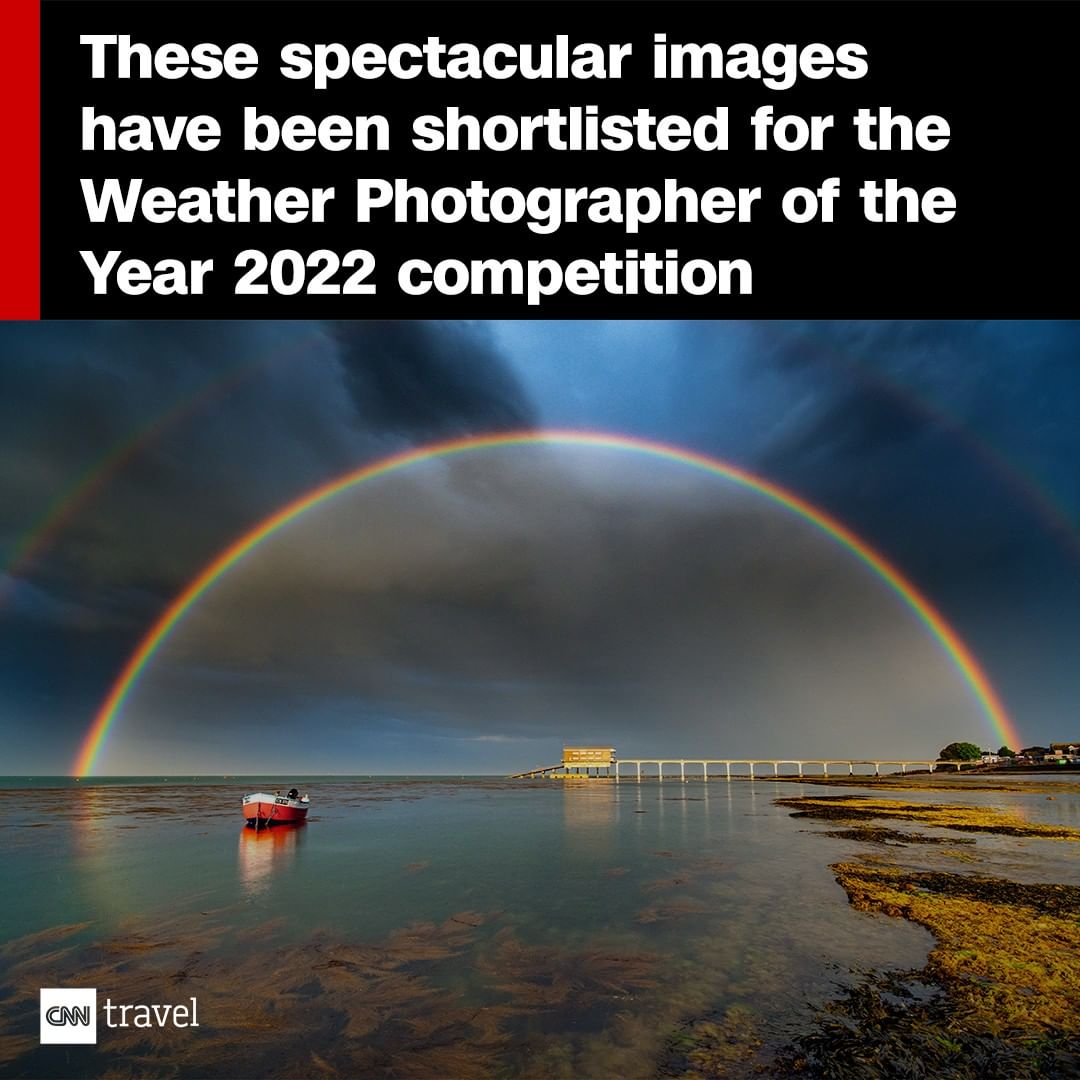 These spectacular images
have been shortlisted for the
Weather Photographer of the
Year 2022 competition
CNN travel